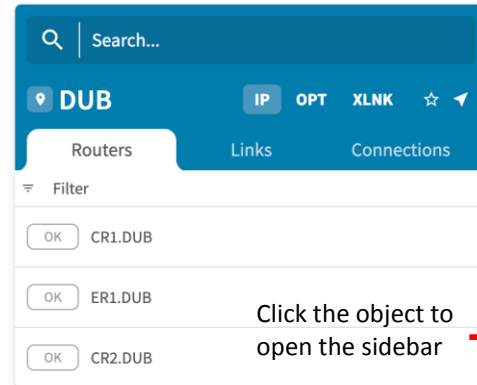 Search...
DUB IP OPT XLNK
Routers Links Connections
Filter
OK CR1.DUB
OK ER1.DUB
Click the object to
open the sidebar
OK CR2.DUB